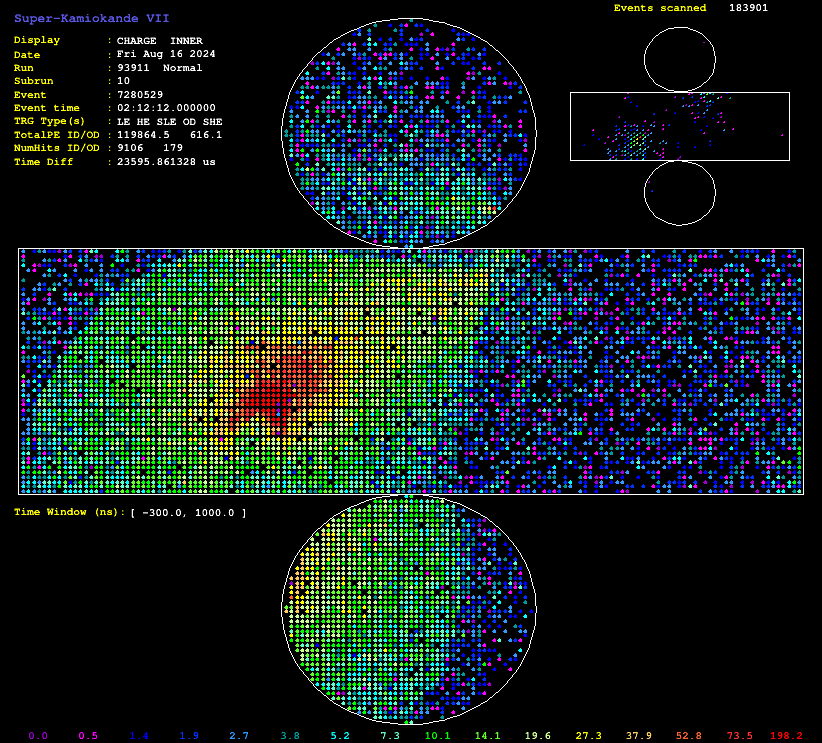 Super-Kamiokande VII
Events scanned 183901
Display : CHARGE INNER
Date : Fri Aug 16 2024
Run : 93911 Normal
Subrun : 10
Event : 7280529
Event time : 02:12:12.000000
TRG Type(s) : LE HE SLE OD SHE
TotalPE ID/OD : 119864.5 616.1
NumHits ID/OD : 9106 179
Time Diff : 23595.861328 us
Time Window (ns): [ -300.0, 1000.0 ]
0.0 0.5 1.4 1.9 2.7 3.8 5.2 7.3 10.1 14.1 19.6 27.3 37.9 52.8 73.5 198.2